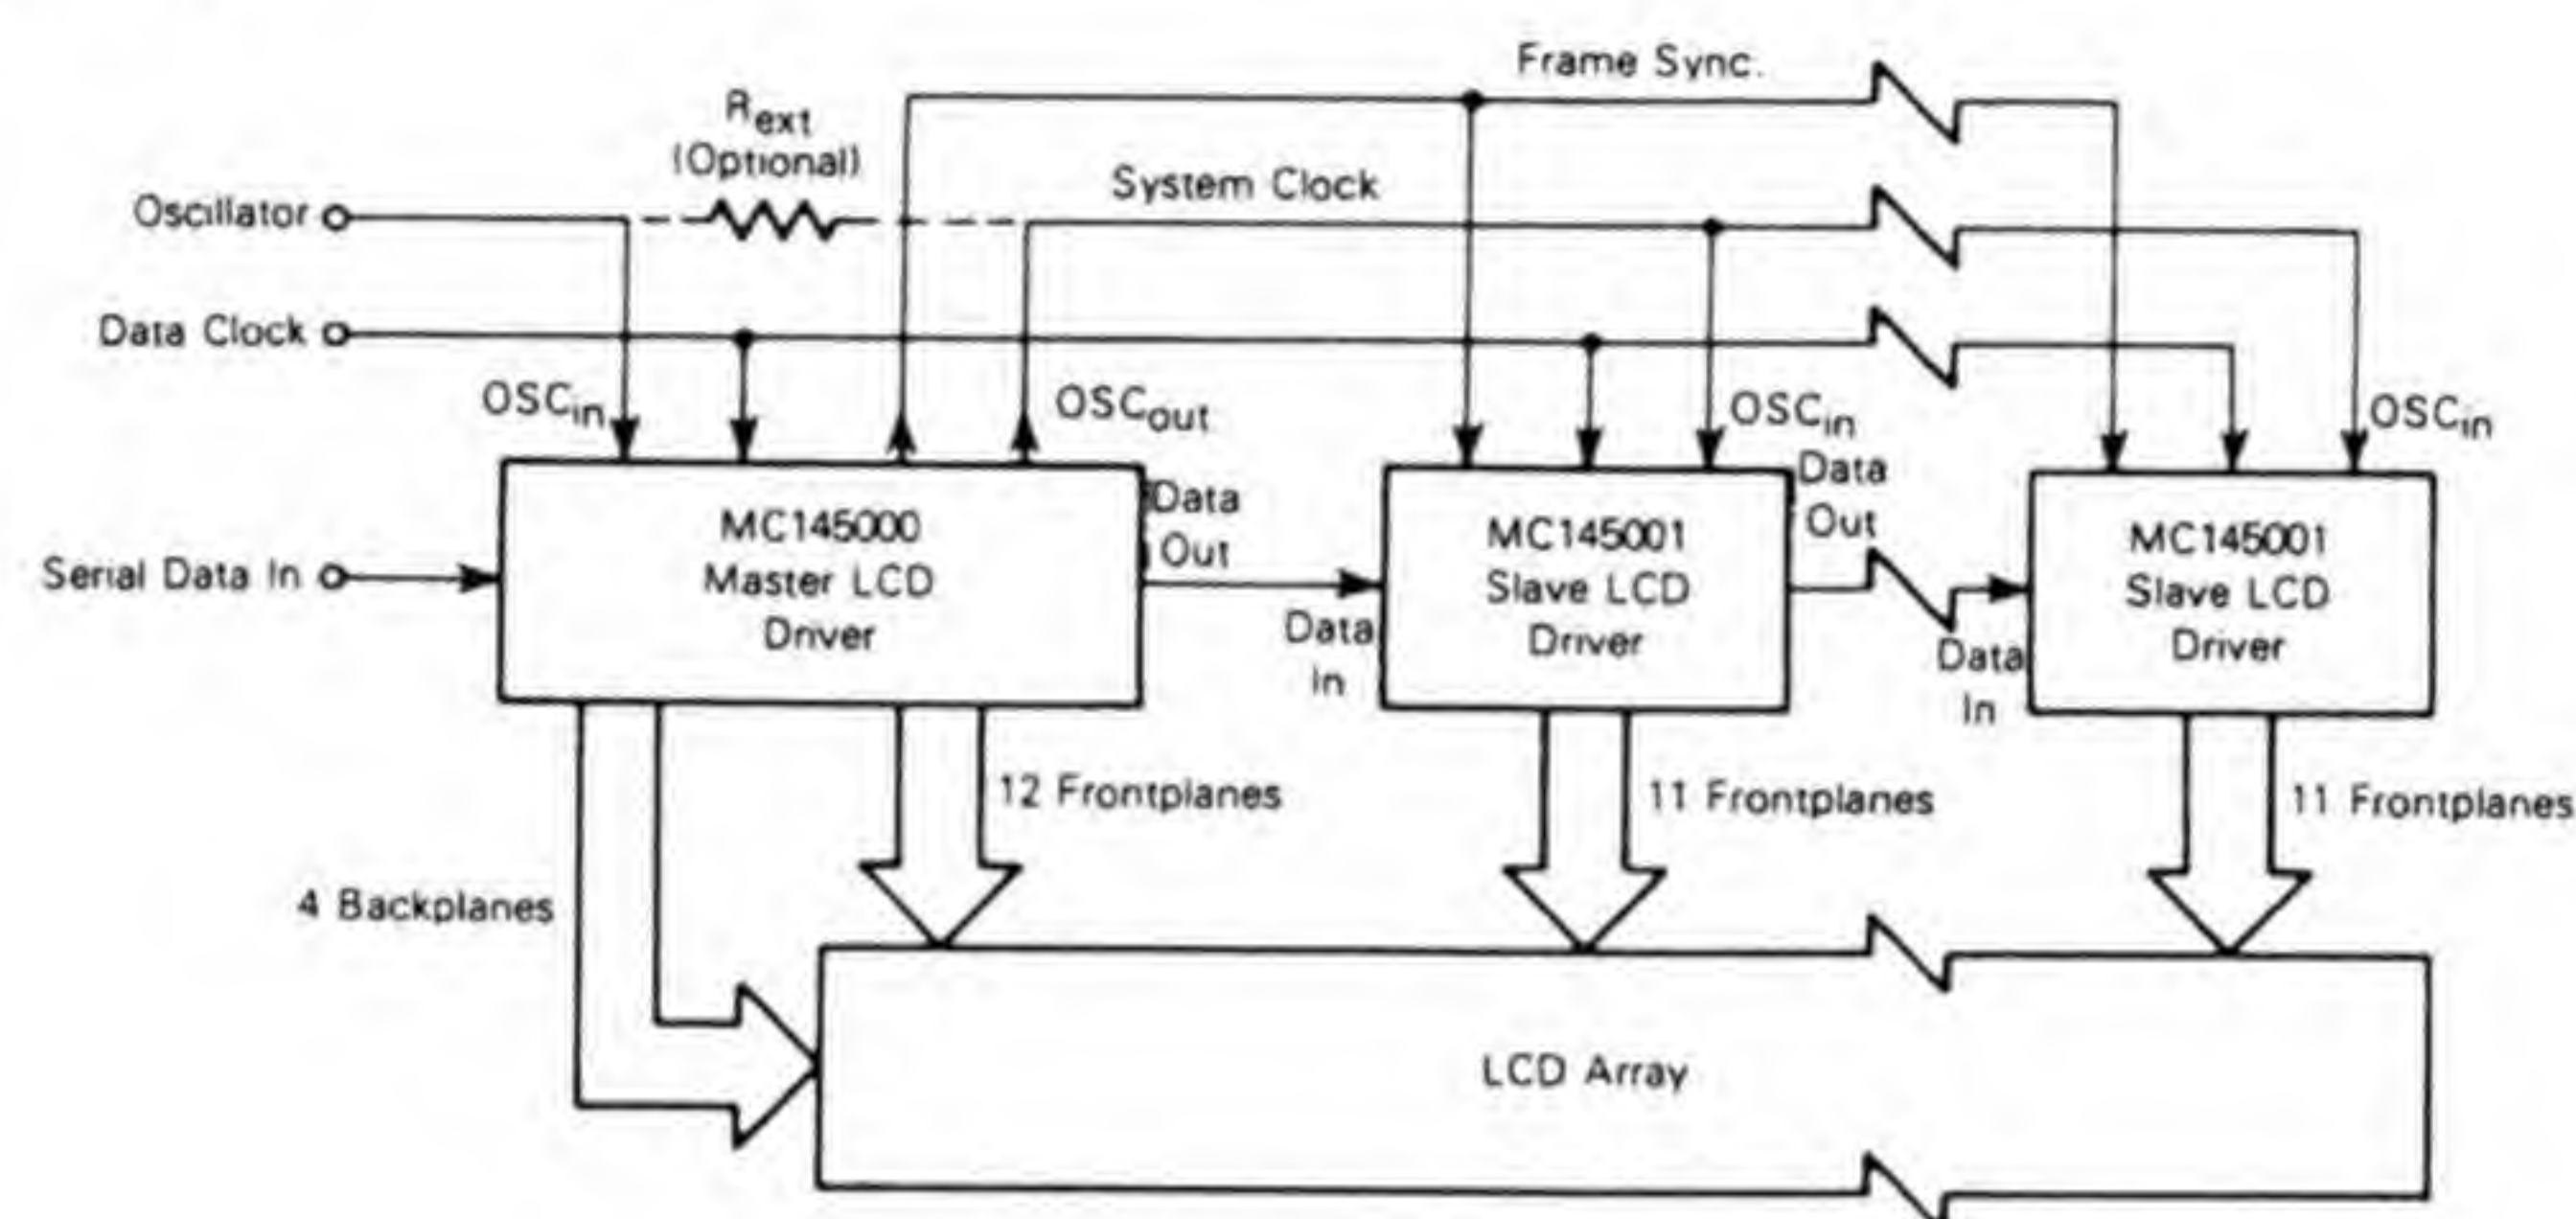 Frame Sync.
Rext
(Optional)
System Clock
Oscillator
Data Clock
OSCin
OSCout
OSCin
OSCin
Data
Out
Data
Out
MC145000
Master LCD
Driver
MC145001
Slave LCD
Driver
MC145001
Slave LCD
Driver
Serial Data In
Data
In
Data
In
12 Frontplanes
11 Frontplanes
11 Frontplanes
4 Backplanes
LCD Array